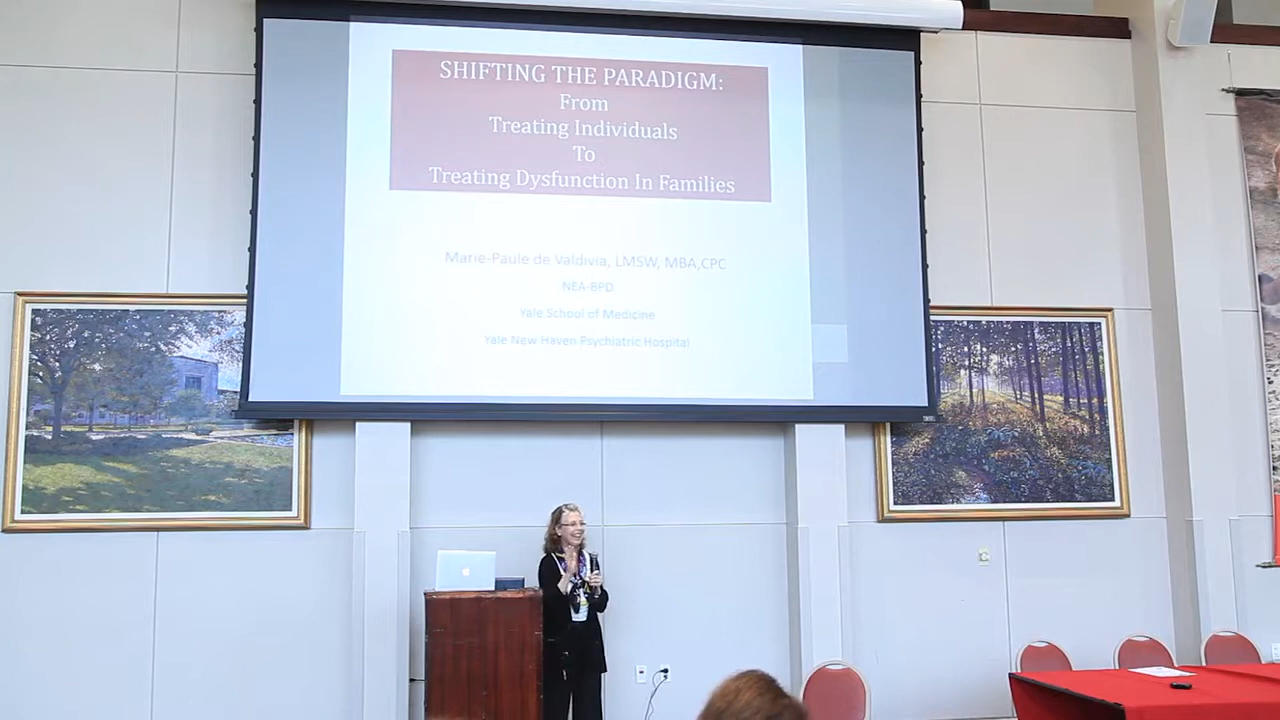 SHIFTING THE PARADIGM:
From
Treating Individuals
To
Treating Dysfunction In Families
Marie-Paule de Valdivia, LMSW, MBA,CPC
NEA-BPD
Yale School of Medicine
Yale New Haven Psychiatric Hospital